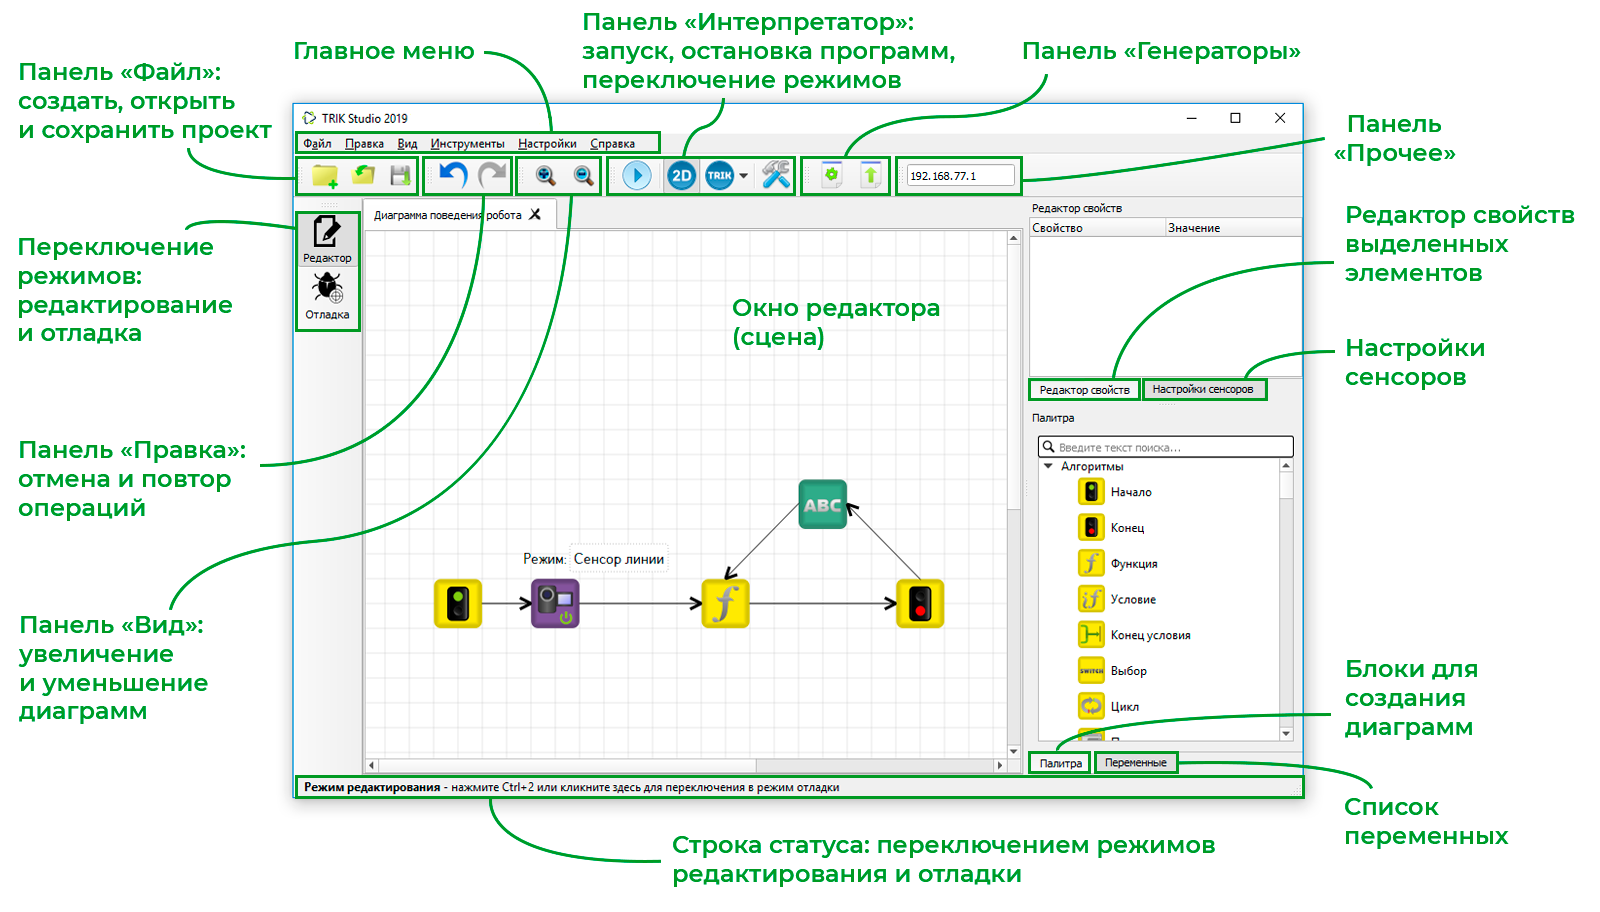 Панель «Интерпретатор»:
запуск, остановка программ,
переключение режимов
Главное меню
Панель «Генераторы»
Панель «Файл»:
создать, открыть
и сохранить проект
TRIK Studio 2019
Панель
«Прочее»
Файл Правка Вид Инструменты Настройки Справка
2D TRIK 192.168.77.1
Диаграмма поведения робота
Редактор свойств
Свойство Значение
Редактор свойств
выделенных
элементов
Переключение
режимов:
редактирование
и отладка
Редактор
Отладка
Окно редактора
(сцена)
Настройки
сенсоров
Редактор свойств Настройки сенсоров
Палитра
Введите текст поиска...
Алгоритмы
Начало
Конец
Функция
Условие
Конец условия
SWITCH Выбор
Цикл
Панель «Правка»:
отмена и повтор
операций
ABC
Режим: Сенсор линии
Панель «Вид»:
увеличение
и уменьшение
диаграмм
Блоки для
создания
диаграмм
Палитра Переменные
Режим редактирования - нажмите Ctrl+2 или кликните здесь для переключения в режим отладки
Список
переменных
Строка статуса: переключением режимов
редактирования и отладки